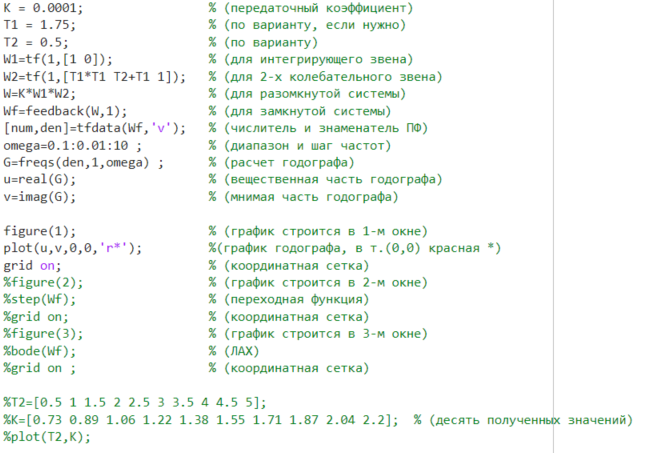 K = 0.0001; % (передаточный коэффициент)
T1 = 1.75; % (по варианту, если нужно)
T2 = 0.5; % (по варианту)
W1=tf(1,[1 0]); % (для интегрирующего звена)
W2=tf(1,[T1*T1 T2+T1 1]); % (для 2-х колебательного звена)
W=K*W1*W2; % (для разомкнутой системы)
Wf=feedback(W,1); % (для замкнутой системы)
[num,den]=tfdata(Wf,'v'); % (числитель и знаменатель ПФ)
omega=0.1:0.01:10 ; % (диапазон и шаг частот)
G=freqs(den,1,omega) ; % (расчет годографа)
u=real(G); % (вещественная часть годографа)
v=imag(G); % (мнимая часть годографа)
figure(1); % (график строится в 1-м окне)
plot(u,v,0,0,'r*'); %(график годографа, в т.(0,0) красная *)
grid on; % (координатная сетка)
%figure(2); % (график строится в 2-м окне)
%step(Wf); % (переходная функция)
%grid on; % (координатная сетка)
%figure(3); % (график строится в 3-м окне)
%bode(Wf); % (ЛАХ)
%grid on ; % (координатная сетка)
%T2=[0.5 1 1.5 2 2.5 3 3.5 4 4.5 5];
%K=[0.73 0.89 1.06 1.22 1.38 1.55 1.71 1.87 2.04 2.2]; % (десять полученных значений)
%plot(T2,K);